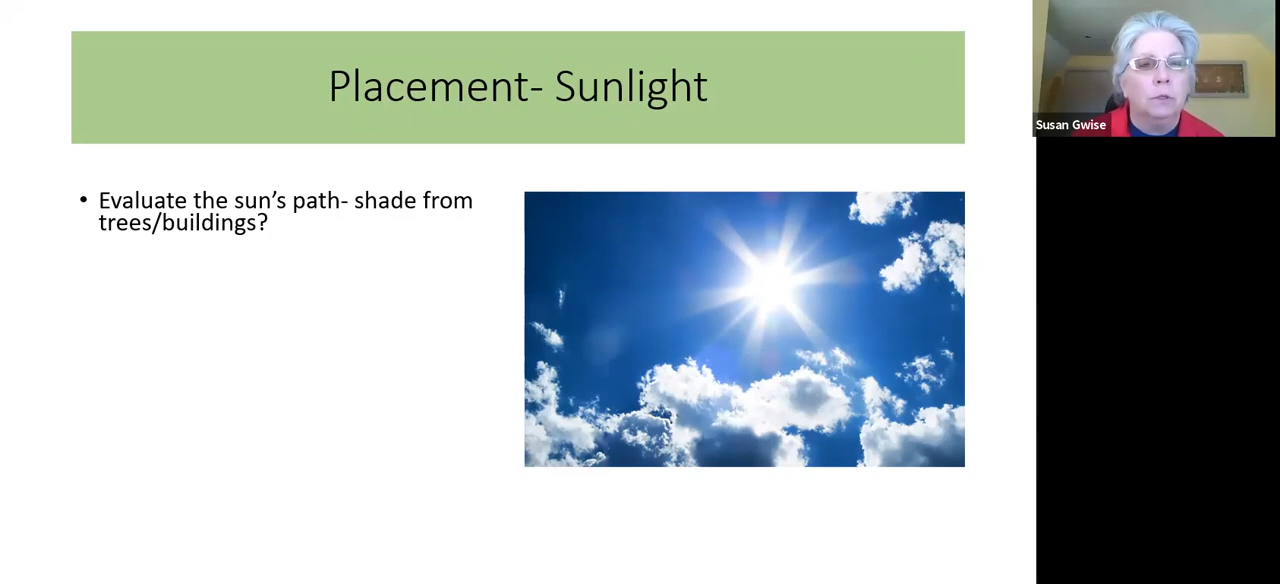 Placement- Sunlight
Susan Gwise
• Evaluate the sun’s path- shade from
trees/buildings?